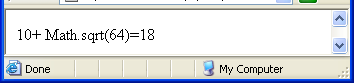 10+ Math.sqrt(64)=18
Done
My Computer